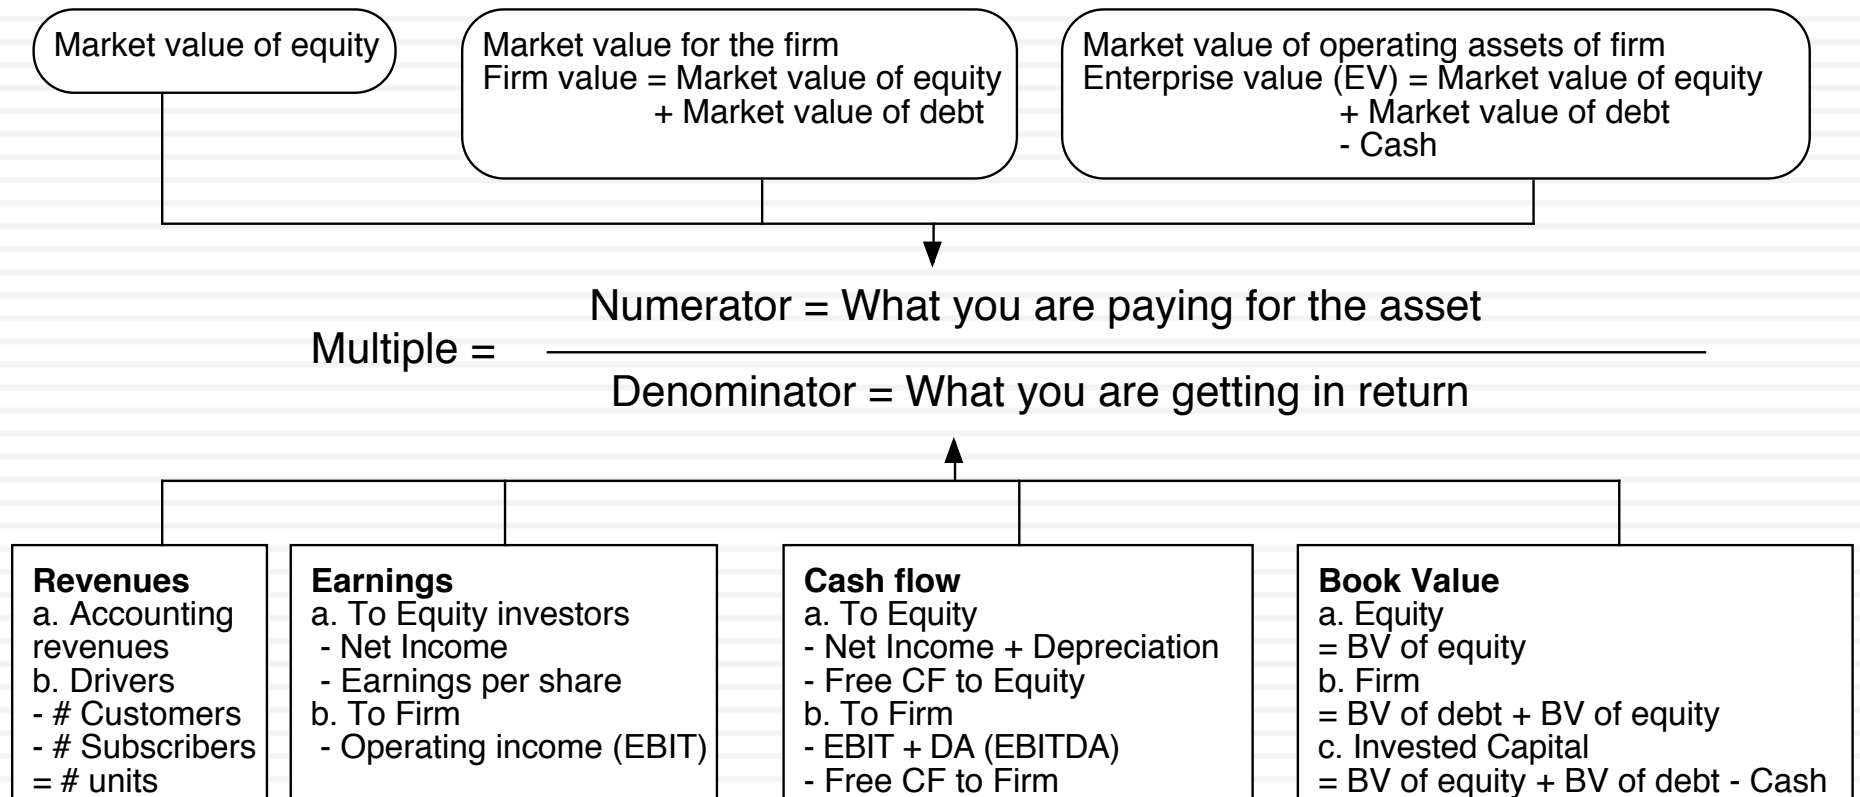 Market value of equity
Market value for the firm
Firm value = Market value of equity
+ Market value of debt
Market value of operating assets of firm
Enterprise value (EV) = Market value of equity
+ Market value of debt
- Cash
Numerator = What you are paying for the asset
Multiple =
Denominator = What you are getting in return
Revenues
a. Accounting
revenues
b. Drivers
- # Customers
- # Subscribers
= # units
Earnings
a. To Equity investors
- Net Income
- Earnings per share
b. To Firm
- Operating income (EBIT)
Cash flow
a. To Equity
- Net Income + Depreciation
- Free CF to Equity
b. To Firm
- EBIT + DA (EBITDA)
- Free CF to Firm
Book Value
a. Equity
= BV of equity
b. Firm
= BV of debt + BV of equity
c. Invested Capital
= BV of equity + BV of debt - Cash